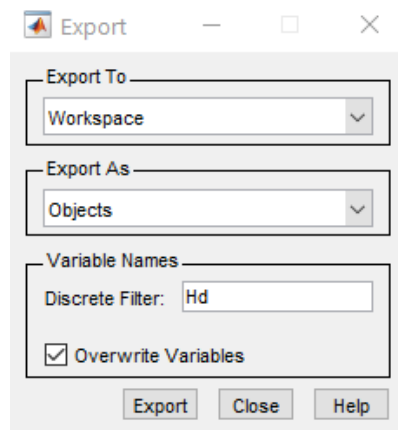 Export
Export To
Workspace
Export As
Objects
Variable Names
Discrete Filter: Hd
Overwrite Variables
Export Close Help